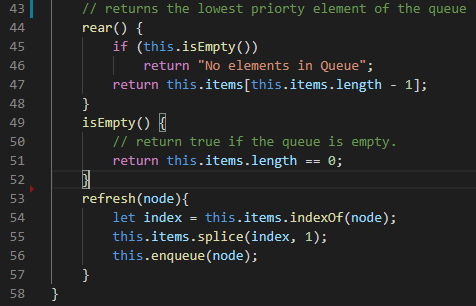 43 // returns the lowest priorty element of the queue
44 rear() {
45 if (this.isEmpty())
46 return "No elements in Queue";
47 return this.items[this.items.length - 1];
48 }
49 isEmpty() {
50 // return true if the queue is empty.
51 return this.items.length == 0;
52 }
53 refresh(node){
54 let index = this.items.indexOf(node);
55 this.items.splice(index, 1);
56 this.enqueue(node);
57 }
58 }